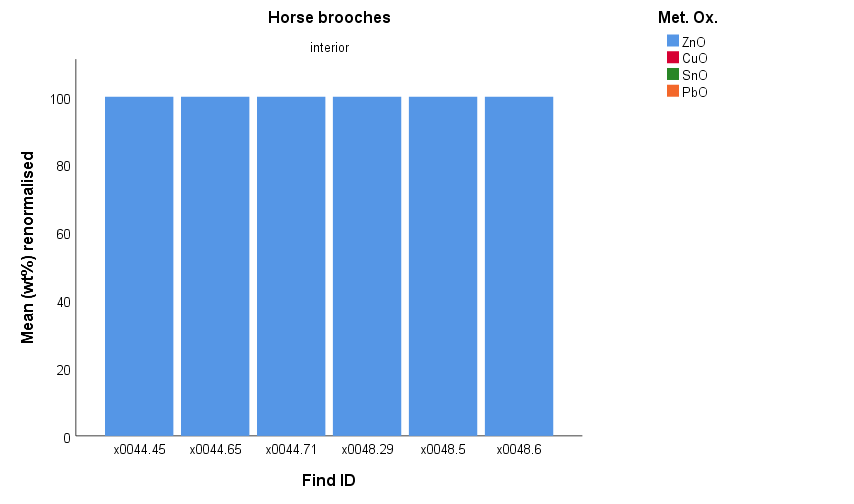 Horse brooches
interior
Met. Ox.
ZnO
CuO
SnO
PbO
Mean (wt%) renormalised
100
80
60
40
20
0
x0044.45 x0044.65 x0044.71 x0048.29 x0048.5 x0048.6
Find ID